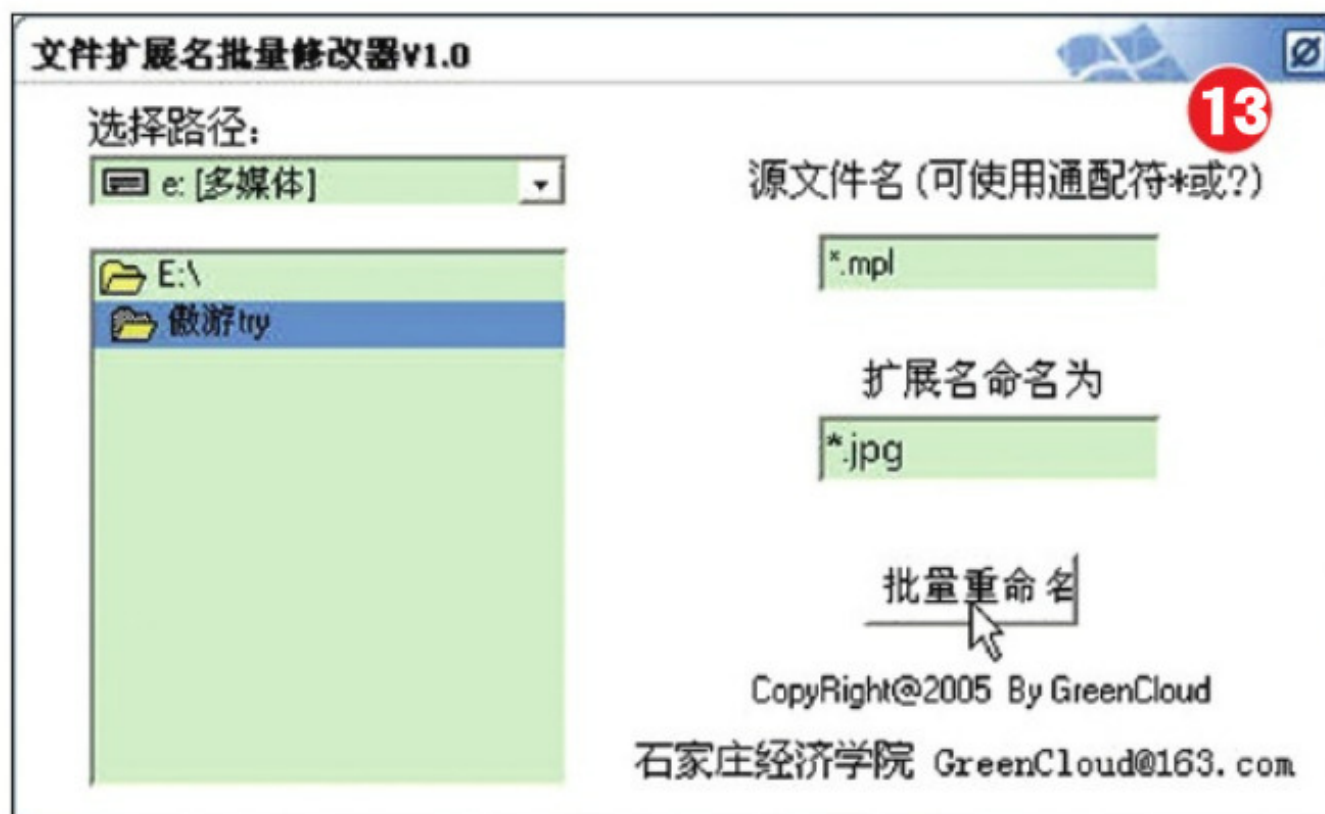 文件扩展名批量修改器V1.0
13
选择路径:
e: [多媒体]
E:\
傲游try
源文件名(可使用通配符*或?)
*.mpl
扩展名命名为
*.jpg
批量重命名
CopyRight@2005 By GreenCloud
石家庄经济学院 GreenCloud@163.com